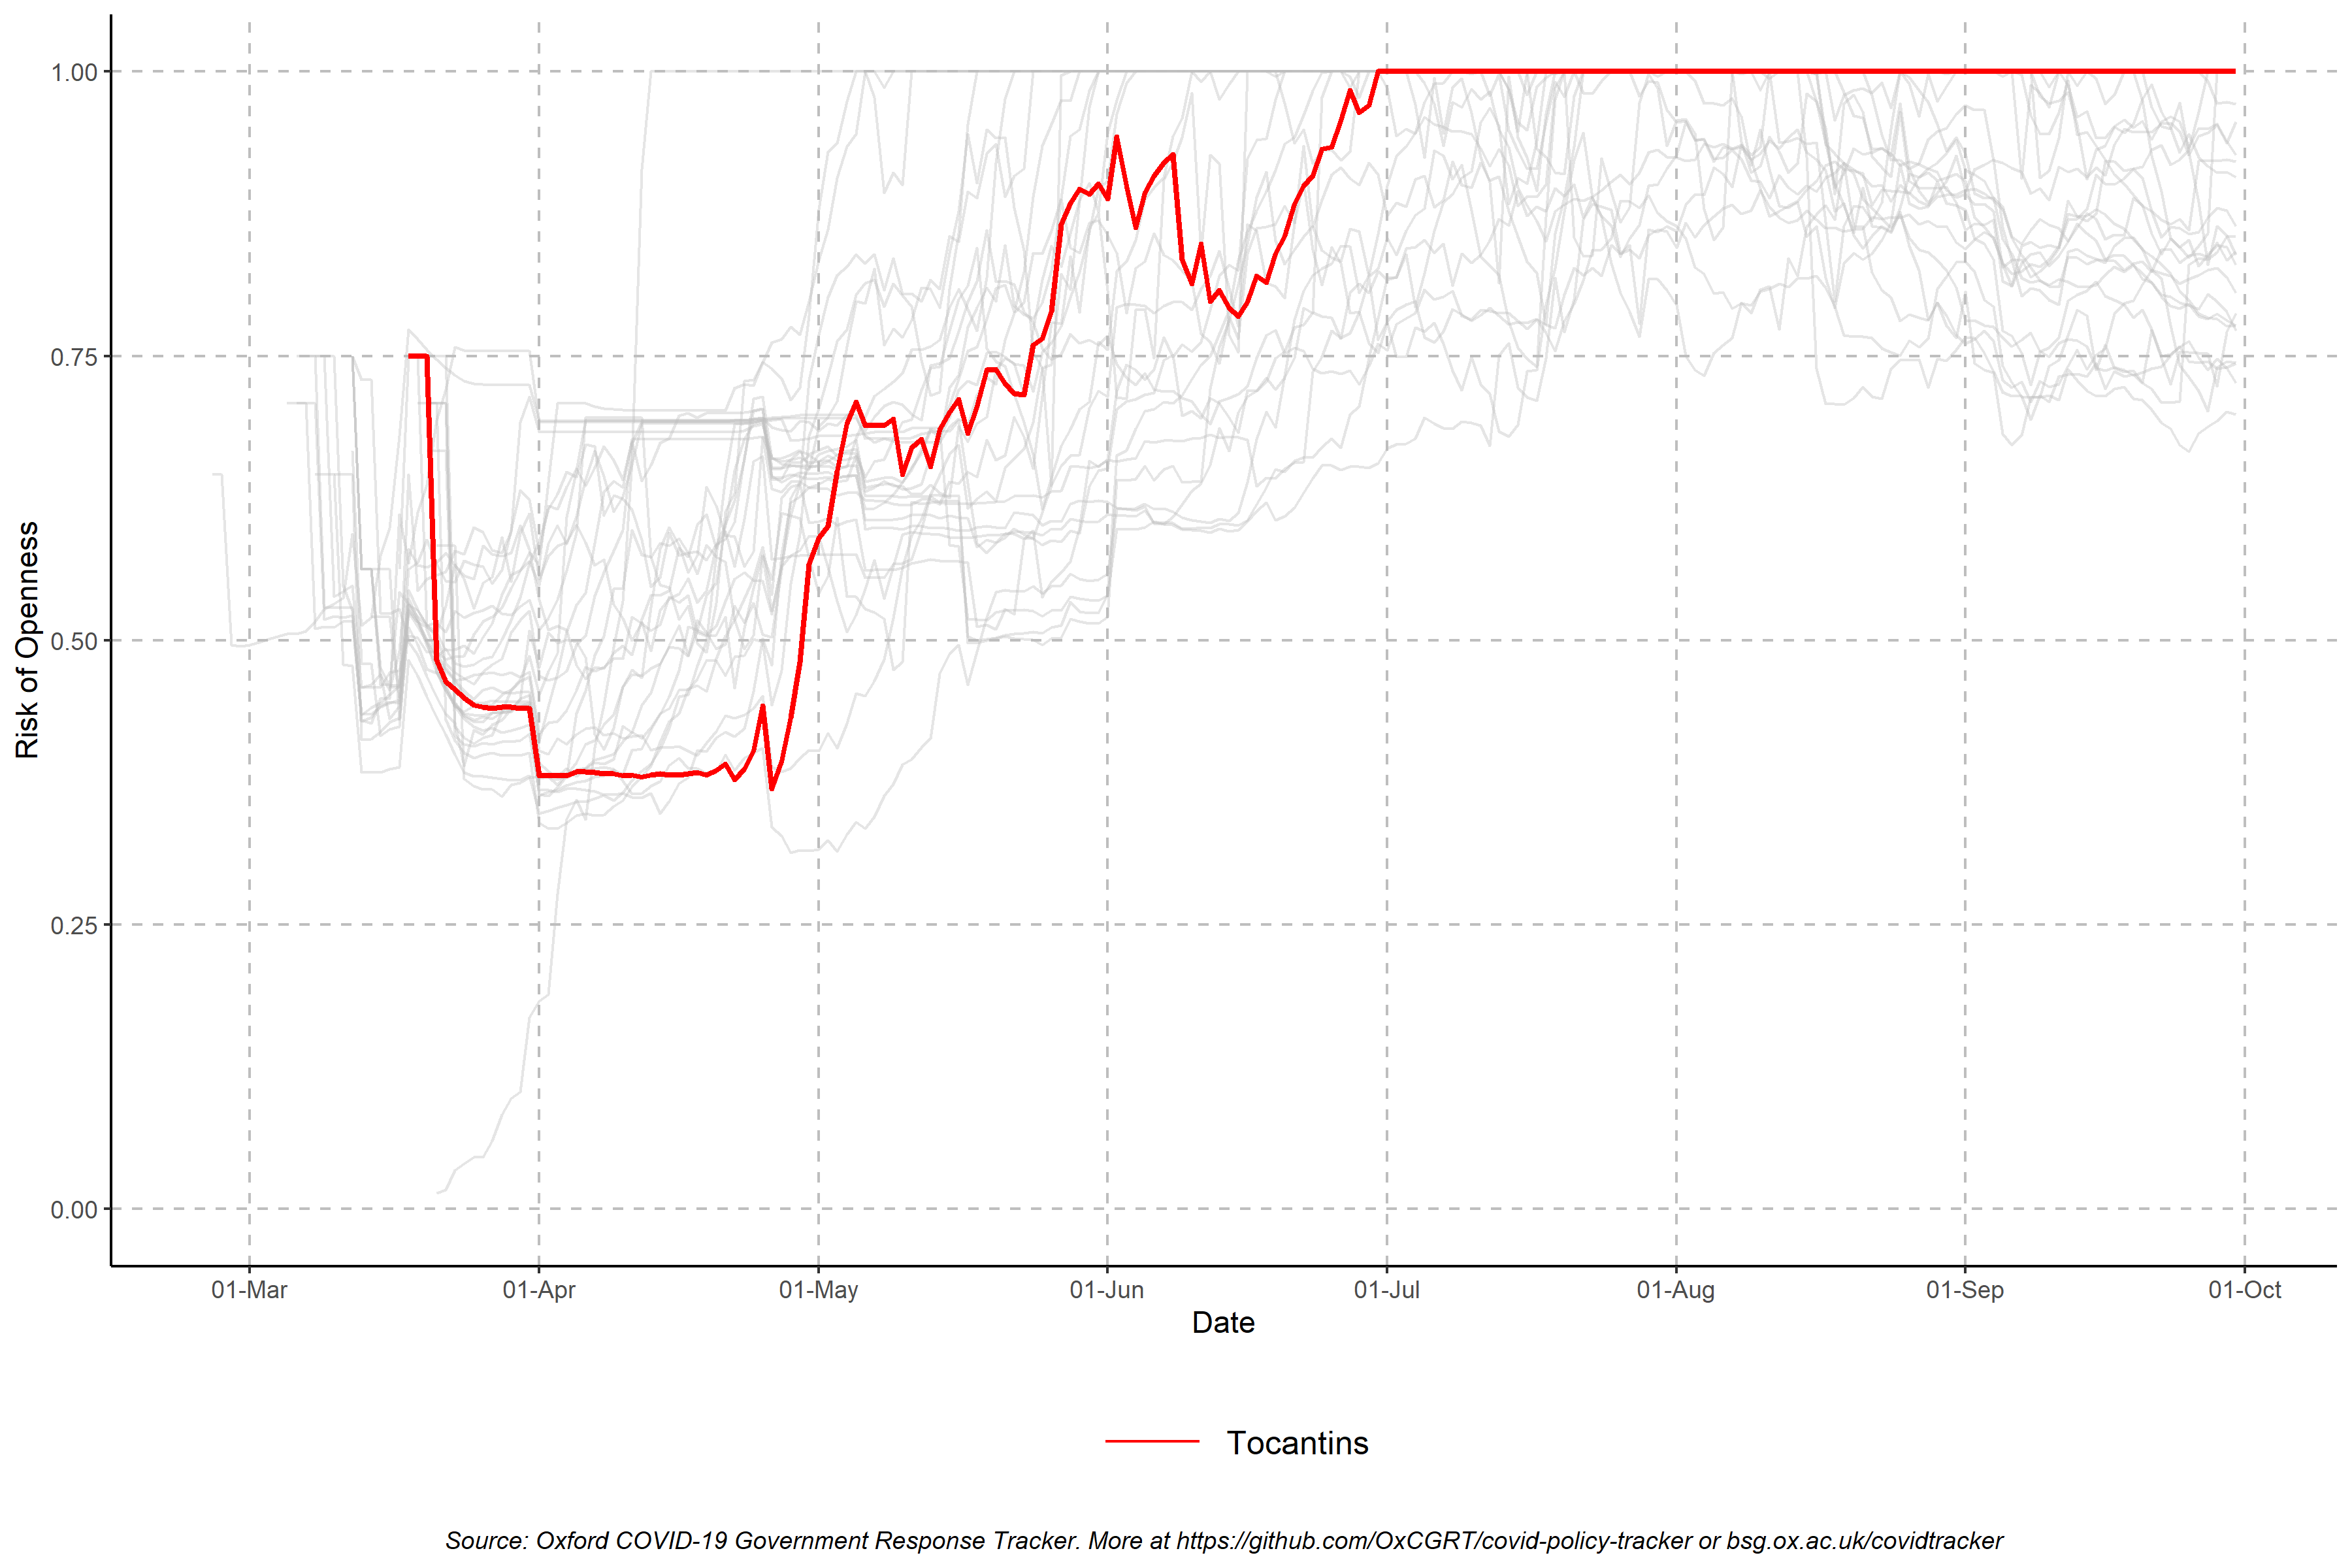 Risk of Openness
1.00
0.75
0.50
0.25
0.00
01-Mar 01-Apr 01-May 01-Jun 01-Jul 01-Aug 01-Sep 01-Oct
Date
Tocantins
Source: Oxford COVID-19 Government Response Tracker. More at https://github.com/OxCGRT/covid-policy-tracker or bsg.ox.ac.uk/covidtracker